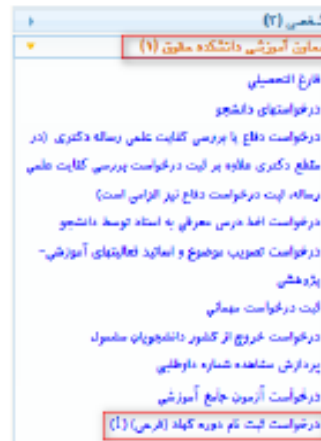 شخصی (۳)
معاون آموزشی دانشکده حقوق (۱)
فارغ التحصیلی
درخواستهای دانشجو
درخواست دفاع یا بررسی کفایت علمی رساله دکتری (در
مقطع دکتری علاوه بر ثبت درخواست بررسی کفایت علمی
رساله، ثبت درخواست دفاع نیز الزامی است)
درخواست اخذ درس معرفی به استاد توسط دانشجو
درخواست تصویب موضوع و اساتید فعالیتهای آموزشی-
پژوهشی
ثبت درخواست مهمانی
درخواست خروج از کشور دانشجویان مشمول
پردازش مشاهده شماره داوطلبی
درخواست آزمون جامع آموزشی
درخواست ثبت نام دوره کهاد (فرعی) (1)